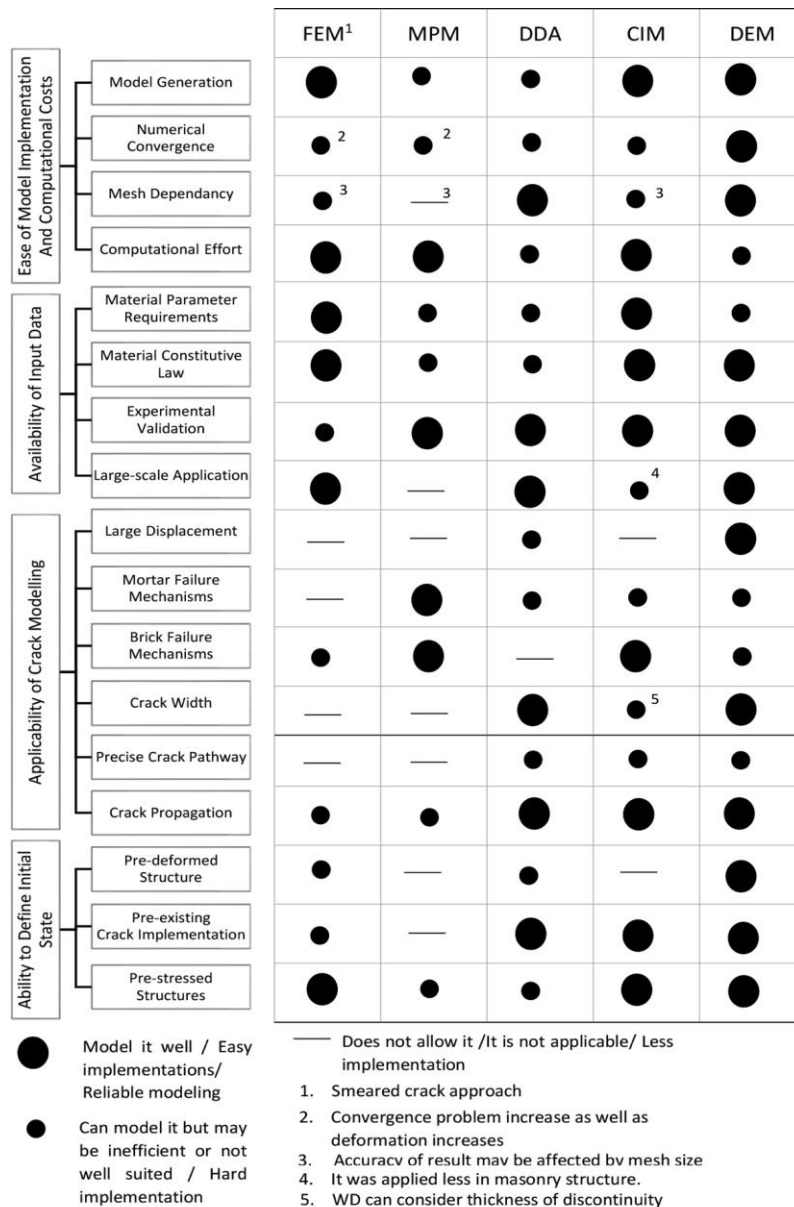 FEM1 MPM DDA CIM DEM
Ease of Model Implementation
And Computational Costs
Model Generation
Numerical
Convergence
2 2
Mesh Dependancy
3 3 3
Computational Effort
Availability of Input Data
Material Parameter
Requirements
Material Constitutive
Law
Experimental
Validation
Large-scale Application
4
Applicability of Crack Modelling
Large Displacement
Mortar Failure
Mechanisms
Brick Failure
Mechanisms
Crack Width
5
Precise Crack Pathway
Crack Propagation
Ability to Define Initial
State
Pre-deformed
Structure
Pre-existing
Crack Implementation
Pre-stressed
Structures
Model it well / Easy
implementations/
Reliable modeling
Can model it but may
be inefficient or not
well suited / Hard
implementation
Does not allow it /It is not applicable/ Less
implementation
1. Smeared crack approach
2. Convergence problem increase as well as
deformation increases
3. Accuracy of result may be affected by mesh size
4. It was applied less in masonry structure.
5. WD can consider thickness of discontinuity